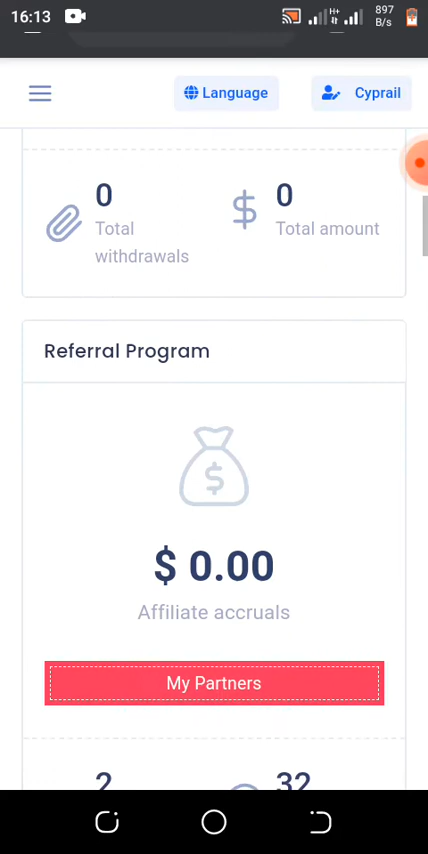 16:13
H+
897
B/s
Language
Cyprail
0
Total
withdrawals
$
0
Total amount
Referral Program
$
$ 0.00
Affiliate accruals
My Partners
2
32